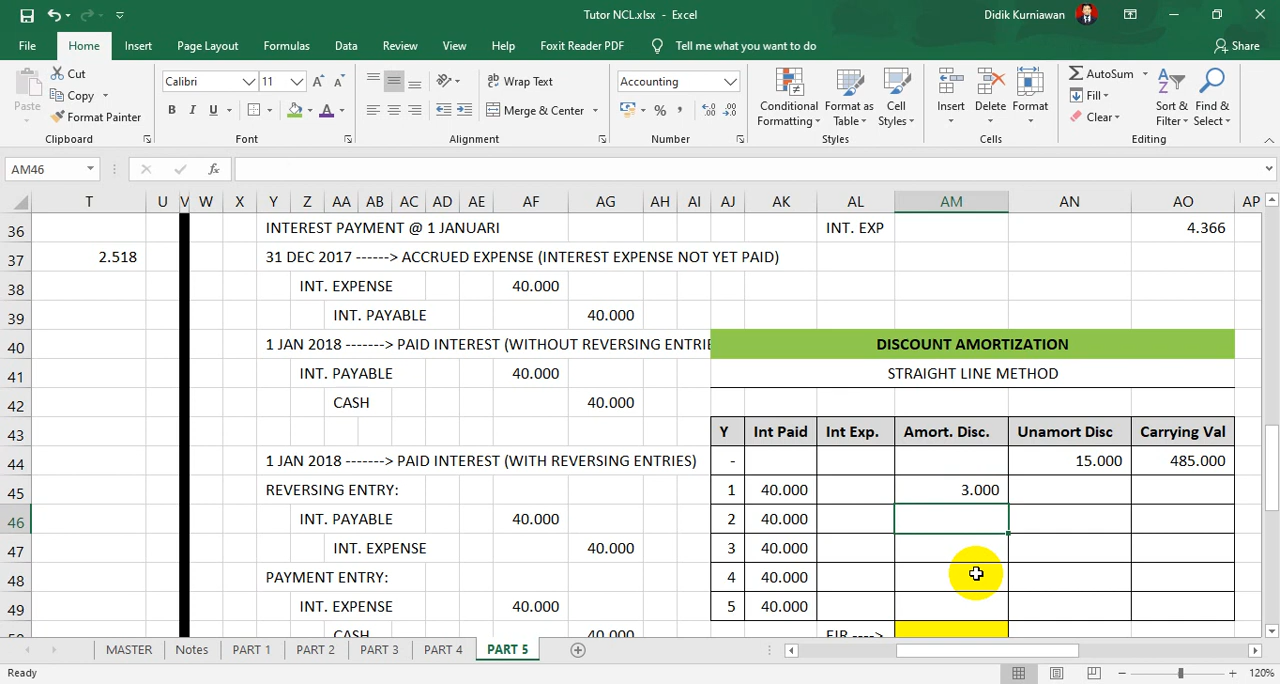 Tutor NCL.xlsx - Excel
Didik Kurniawan
File Home Insert Page Layout Formulas Data Review View Help Foxit Reader PDF Tell me what you want to do Share
Paste
Cut
Copy
Format Painter
Clipboard
Calibri 11
B I U
Font
Wrap Text
Merge & Center
Alignment
Accounting
Number
Conditional Formatting
Format as Table
Cell Styles
Styles
Insert Delete Format
Cells
AutoSum
Fill
Clear
Sort & Filter
Find & Select
Editing
AM46 fx
T U V W X Y Z AA AB AC AD AE AF AG AH AI AJ AK AL AM AN AO AP
36 INTEREST PAYMENT @ 1 JANUARI INT. EXP 4.366
37 2.518 31 DEC 2017 ------> ACCRUED EXPENSE (INTEREST EXPENSE NOT YET PAID)
38 INT. EXPENSE 40.000
39 INT. PAYABLE 40.000
40 1 JAN 2018 -------> PAID INTEREST (WITHOUT REVERSING ENTRIE DISCOUNT AMORTIZATION
41 INT. PAYABLE 40.000 STRAIGHT LINE METHOD
42 CASH 40.000
43 Y Int Paid Int Exp. Amort. Disc. Unamort Disc Carrying Val
44 1 JAN 2018 -------> PAID INTEREST (WITH REVERSING ENTRIES) - 15.000 485.000
45 REVERSING ENTRY: 1 40.000 3.000
46 INT. PAYABLE 40.000 2 40.000
47 INT. EXPENSE 40.000 3 40.000
48 PAYMENT ENTRY: 4 40.000
49 INT. EXPENSE 40.000 5 40.000
50 CASH 40.000 EIR ---->
MASTER Notes PART 1 PART 2 PART 3 PART 4 PART 5
Ready 120%